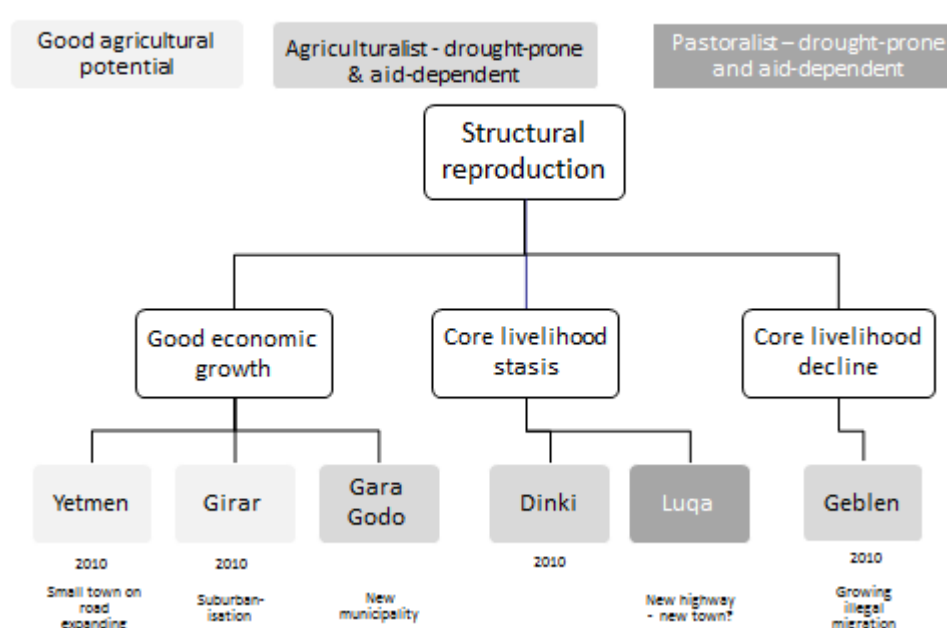 Good agricultural
potential
Agriculturalist - drought-prone
& aid-dependent
Pastoralist – drought-prone
and aid-dependent
Structural
reproduction
Good economic
growth
Core livelihood
stasis
Core livelihood
decline
Yetmen
Girar
Gara
Godo
Dinki
Luqa
Geblen
2010
2010
2010
2010
Small town on
road
expanding
Suburban-
isation
New
municipality
New highway
- new town?
Growing
illegal
migration